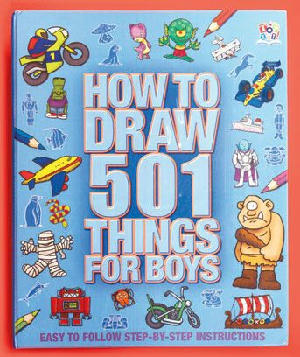 HOW TO
DRAW
501
THINGS
FOR BOYS
EASY TO FOLLOW STEP-BY-STEP INSTRUCTIONS